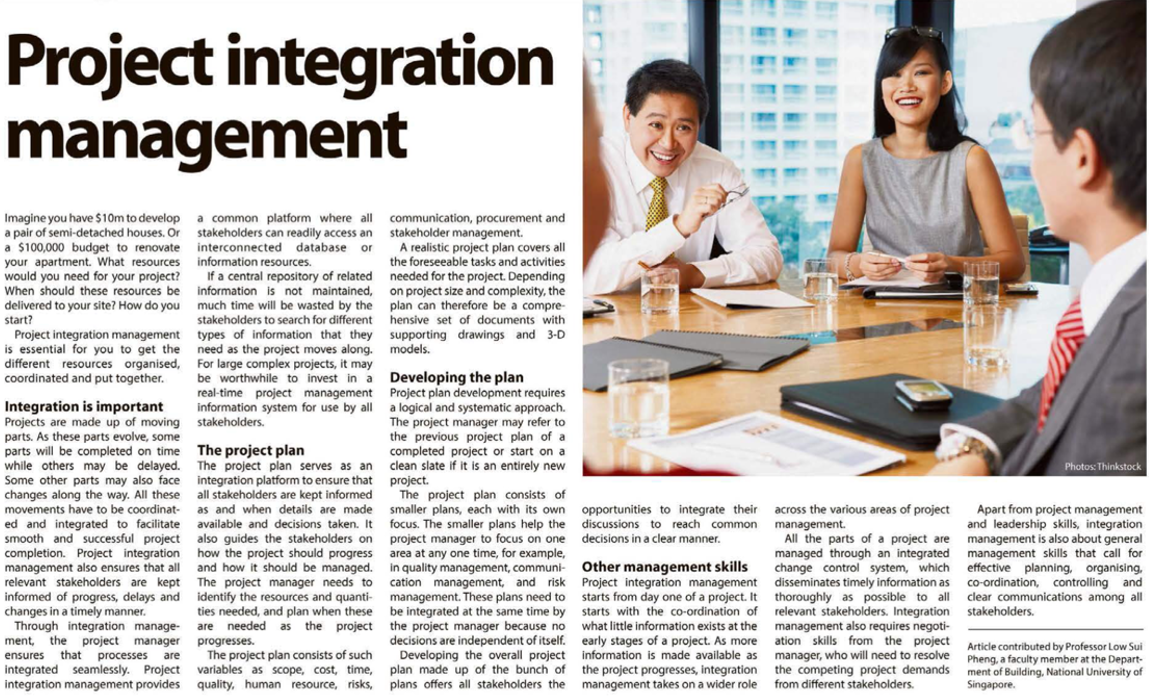 Project integration
management
Imagine you have $10m to develop
a pair of semi-detached houses. Or
a $100,000 budget to renovate
your apartment. What resources
would you need for your project?
When should these resources be
delivered to your site? How do you
start?
Project integration management
is essential for you to get the
different resources organised,
coordinated and put together.
Integration is important
Projects are made up of moving
parts. As these parts evolve, some
parts will be completed on time
while others may be delayed.
Some other parts may also face
changes along the way. All these
movements have to be coordinat-
ed and integrated to facilitate
smooth and successful project
completion. Project integration
management also ensures that all
relevant stakeholders are kept
informed of progress, delays and
changes in a timely manner.
Through integration manage-
ment, the project manager
ensures that processes are
integrated seamlessly. Project
integration management provides
a common platform where all
stakeholders can readily access an
interconnected database or
information resources.
If a central repository of related
information is not maintained,
much time will be wasted by the
stakeholders to search for different
types of information that they
need as the project moves along.
For large complex projects, it may
be worthwhile to invest in a
real-time project management
information system for use by all
stakeholders.
The project plan
The project plan serves as an
integration platform to ensure that
all stakeholders are kept informed
as and when details are made
available and decisions taken. It
also guides the stakeholders on
how the project should progress
and how it should be managed.
The project manager needs to
identify the resources and quanti-
ties needed, and plan when these
are needed as the project
progresses.
The project plan consists of such
variables as scope, cost, time,
quality, human resource, risks,
communication, procurement and
stakeholder management.
A realistic project plan covers all
the foreseeable tasks and activities
needed for the project. Depending
on project size and complexity, the
plan can therefore be a compre-
hensive set of documents with
supporting drawings and 3-D
models.
Developing the plan
Project plan development requires
a logical and systematic approach.
The project manager may refer to
the previous project plan of a
completed project or start on a
clean slate if it is an entirely new
project.
The project plan consists of
smaller plans, each with its own
focus. The smaller plans help the
project manager to focus on one
area at any one time, for example,
in quality management, communi-
cation management, and risk
management. These plans need to
be integrated at the same time by
the project manager because no
decisions are independent of itself.
Developing the overall project
plan made up of the bunch of
plans offers all stakeholders the
Photos: Thinkstock
opportunities to integrate their
discussions to reach common
decisions in a clear manner.
Other management skills
Project integration management
starts from day one of a project. It
starts with the co-ordination of
what little information exists at the
early stages of a project. As more
information is made available as
the project progresses, integration
management takes on a wider role
across the various areas of project
management.
All the parts of a project are
managed through an integrated
change control system, which
disseminates timely information as
thoroughly as possible to all
relevant stakeholders. Integration
management also requires negoti-
ation skills from the project
manager, who will need to resolve
the competing project demands
from different stakeholders.
Apart from project management
and leadership skills, integration
management is also about general
management skills that call for
effective planning, organising,
co-ordination, controlling and
clear communications among all
stakeholders.
Article contributed by Professor Low Sui
Pheng, a faculty member at the Depart-
ment of Building, National University of
Singapore.